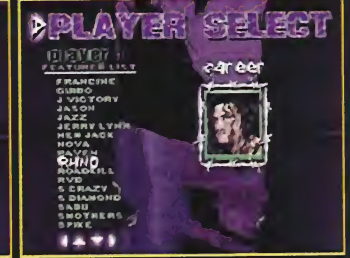 PLAYER SELECT
player 1
FEATURED LIST
career
FRANCINE
GUIDO
J VICTORY
JASON
JAZZ
JERRY LYNN
NEW JACK
NOVA
RAVEN
RHINO
ROADKILL
RVD
S CRAZY
S DIAMOND
SABU
SMOTHERS
SPIKE